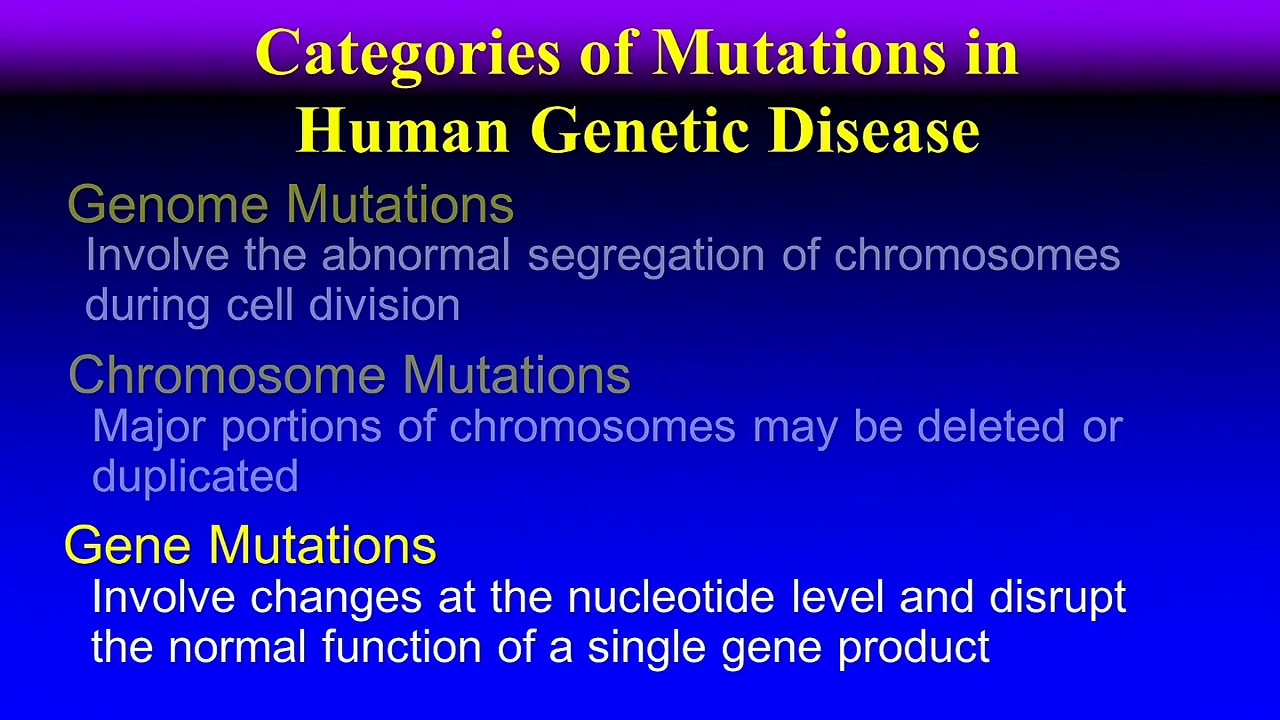 Categories of Mutations in
Human Genetic Disease
Genome Mutations
Involve the abnormal segregation of chromosomes
during cell division
Chromosome Mutations
Major portions of chromosomes may be deleted or
duplicated
Gene Mutations
Involve changes at the nucleotide level and disrupt
the normal function of a single gene product